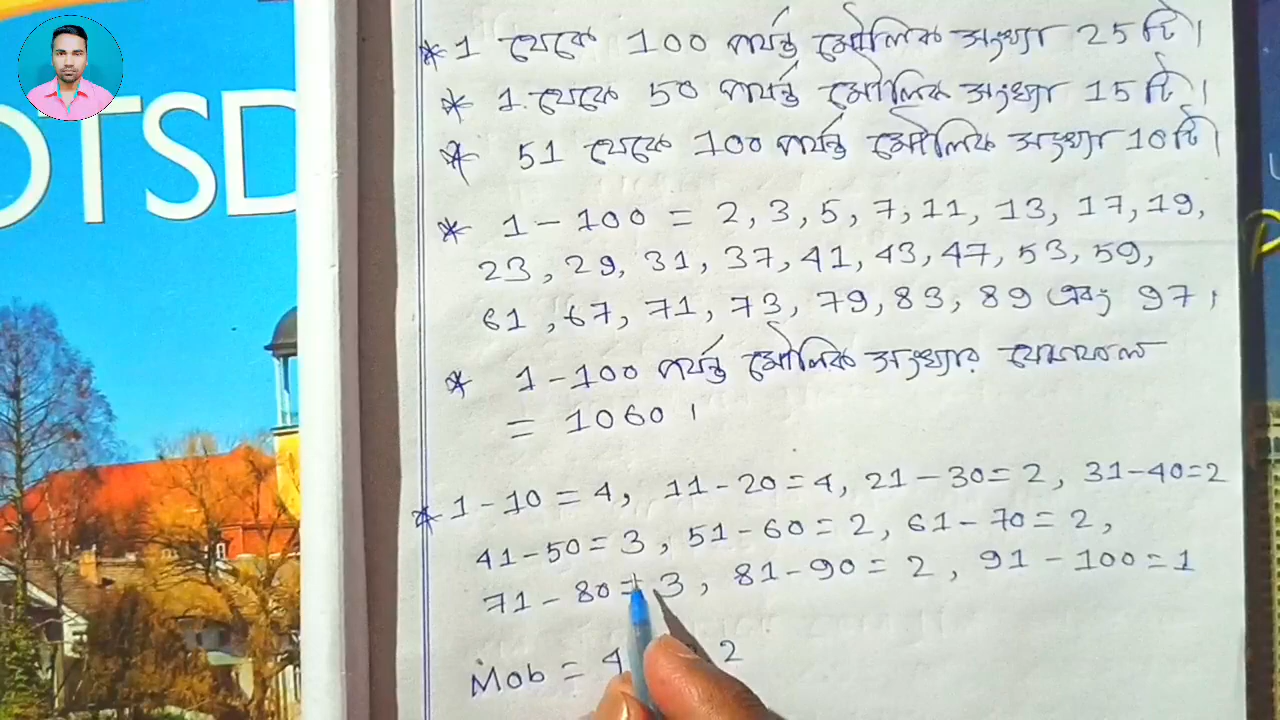 OTSD
*1 থেকে 100 পর্যন্ত মৌলিক সংখ্যা 25 টি।
* 1 থেকে 50 পর্যন্ত মৌলিক সংখ্যা 15 টি।
* 51 থেকে 100 পর্যন্ত মৌলিক সংখ্যা 10 টি।
* 1 – 100 = 2, 3, 5, 7, 11, 13, 17, 19,
23, 29, 31, 37, 41, 43, 47, 53, 59,
61, 67, 71, 73, 79, 83, 89 এবং 97।
* 1 – 100 পর্যন্ত মৌলিক সংখ্যার যোগফল
= 1060।
*1 – 10 = 4, 11 – 20 = 4, 21 – 30 = 2, 31 – 40 = 2
41 – 50 = 3, 51 – 60 = 2, 61 – 70 = 2,
71 – 80 = 3, 81 – 90 = 2, 91 – 100 = 1
Mob = 4 2